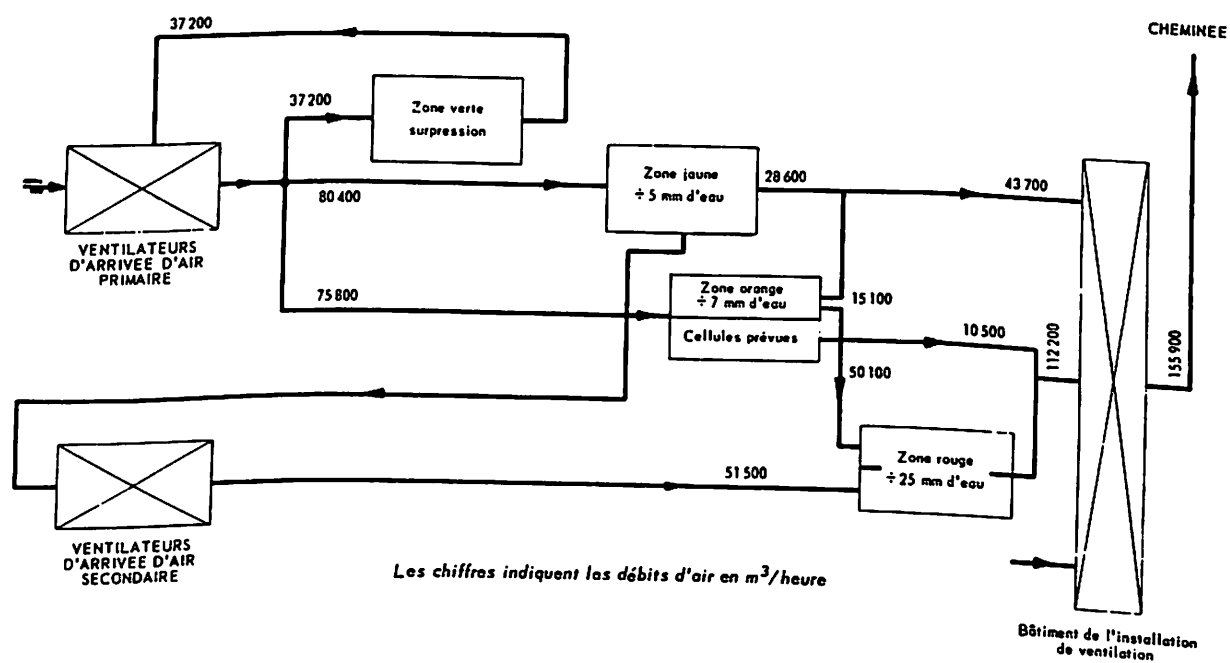 37 200
CHEMINEE
37 200
Zone verte
surpression
80 400
Zone jaune
÷ 5 mm d'eau
28 600
43 700
VENTILATEURS
D'ARRIVEE D'AIR
PRIMAIRE
75 800
Zone orange
÷ 7 mm d'eau
15 100
Cellules prévues
10 500
50 100
112 200
155 900
Zone rouge
÷ 25 mm d'eau
51 500
VENTILATEURS
D'ARRIVEE D'AIR
SECONDAIRE
Les chiffres indiquent les débits d'air en m³/heure
Bâtiment de l'installation
de ventilation